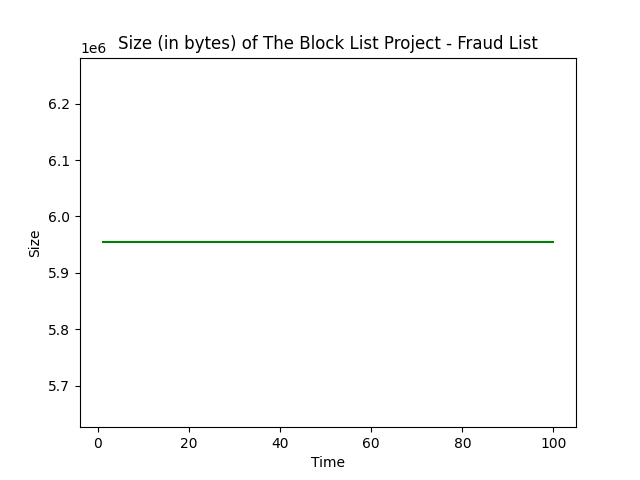 Size (in bytes) of The Block List Project - Fraud List
1e6
6.2
6.1
6.0
5.9
5.8
5.7
Size
0 20 40 60 80 100
Time